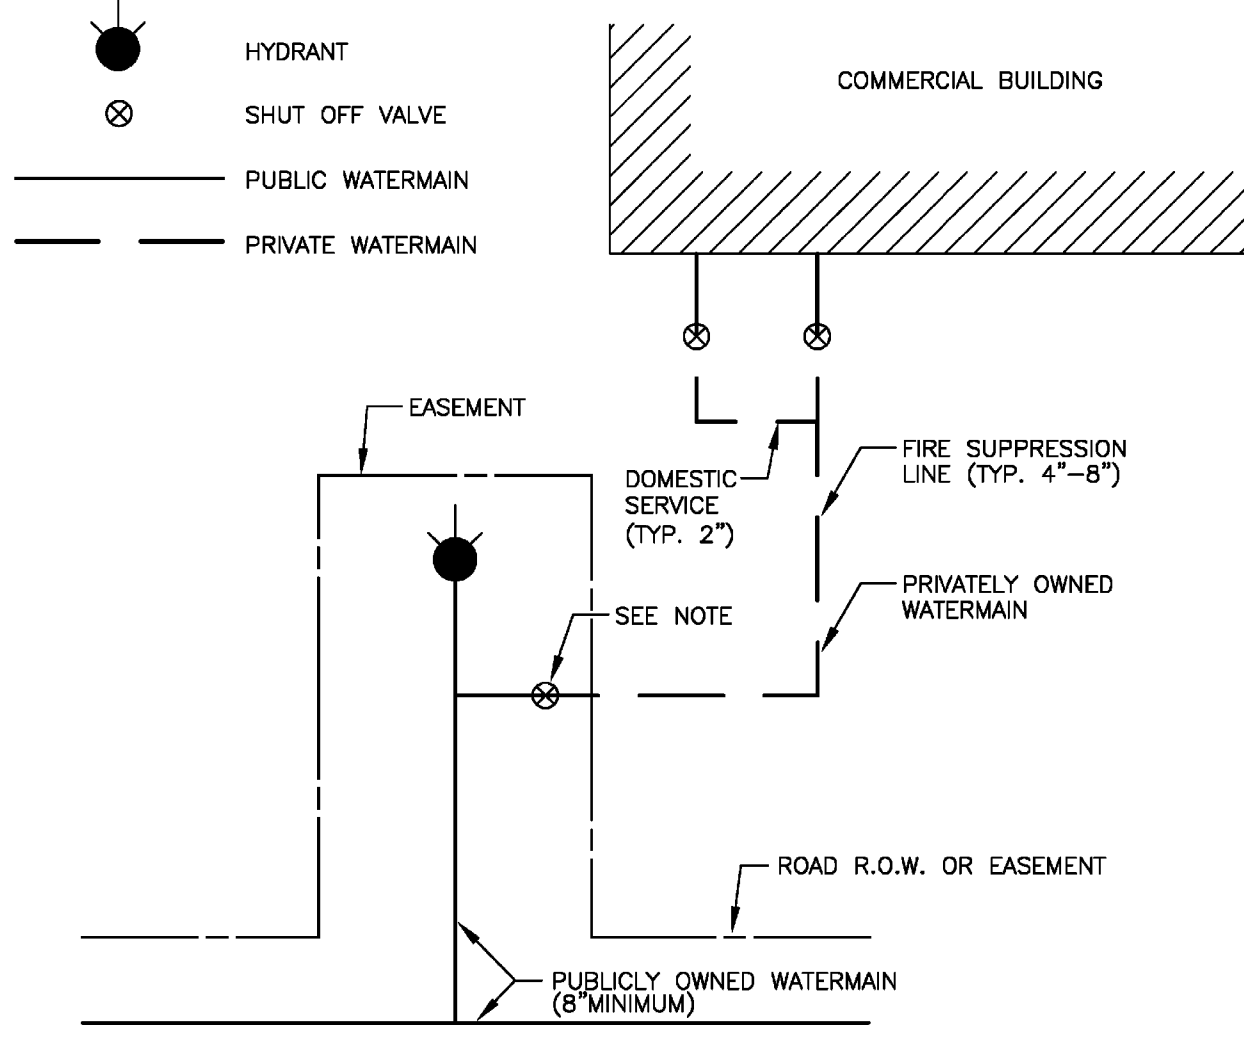 HYDRANT
SHUT OFF VALVE
PUBLIC WATERMAIN
PRIVATE WATERMAIN
COMMERCIAL BUILDING
EASEMENT
DOMESTIC
SERVICE
(TYP. 2")
FIRE SUPPRESSION
LINE (TYP. 4"-8")
PRIVATELY OWNED
WATERMAIN
SEE NOTE
ROAD R.O.W. OR EASEMENT
PUBLICLY OWNED WATERMAIN
(8"MINIMUM)